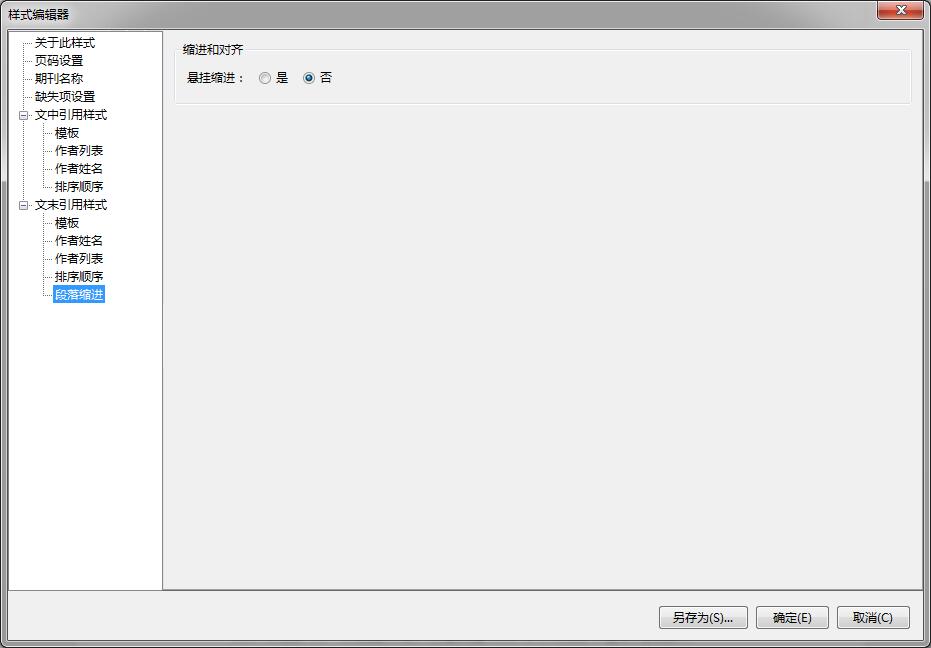 样式编辑器
关于此样式
页码设置
期刊名称
缺失项设置
文中引用样式
模板
作者列表
作者姓名
排序顺序
文末引用样式
模板
作者姓名
作者列表
排序顺序
段落缩进
缩进和对齐
悬挂缩进： 是 否
另存为(S)... 确定(E) 取消(C)